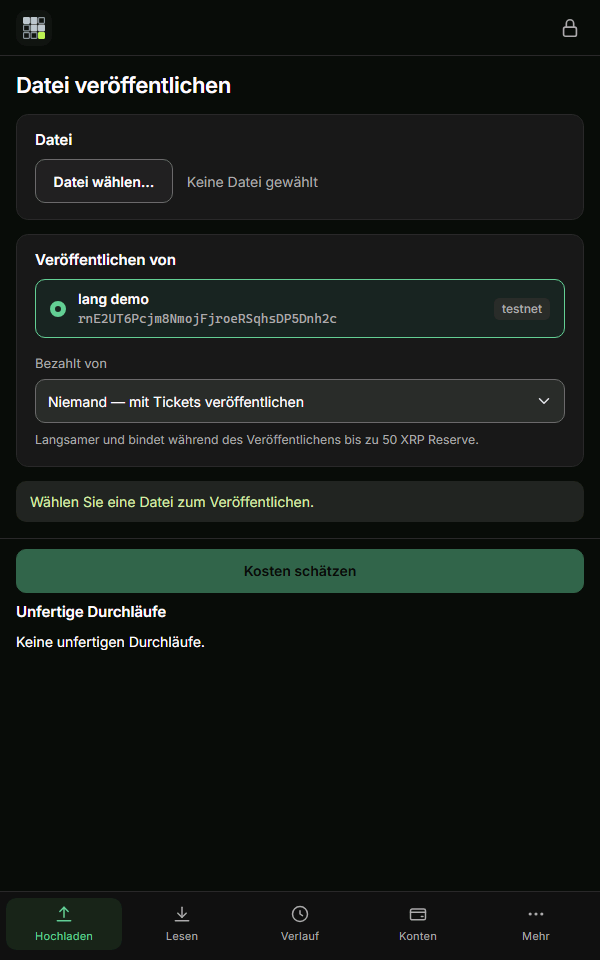 Datei veröffentlichen
Datei
Datei wählen...
Keine Datei gewählt
Veröffentlichen von
lang demo
rnE2UT6Pcjm8NmojFjroeRSqhsDP5Dnh2c
testnet
Bezahlt von
Niemand — mit Tickets veröffentlichen
Langsamer und bindet während des Veröffentlichens bis zu 50 XRP Reserve.
Wählen Sie eine Datei zum Veröffentlichen.
Kosten schätzen
Unfertige Durchläufe
Keine unfertigen Durchläufe.
Hochladen
Lesen
Verlauf
Konten
Mehr